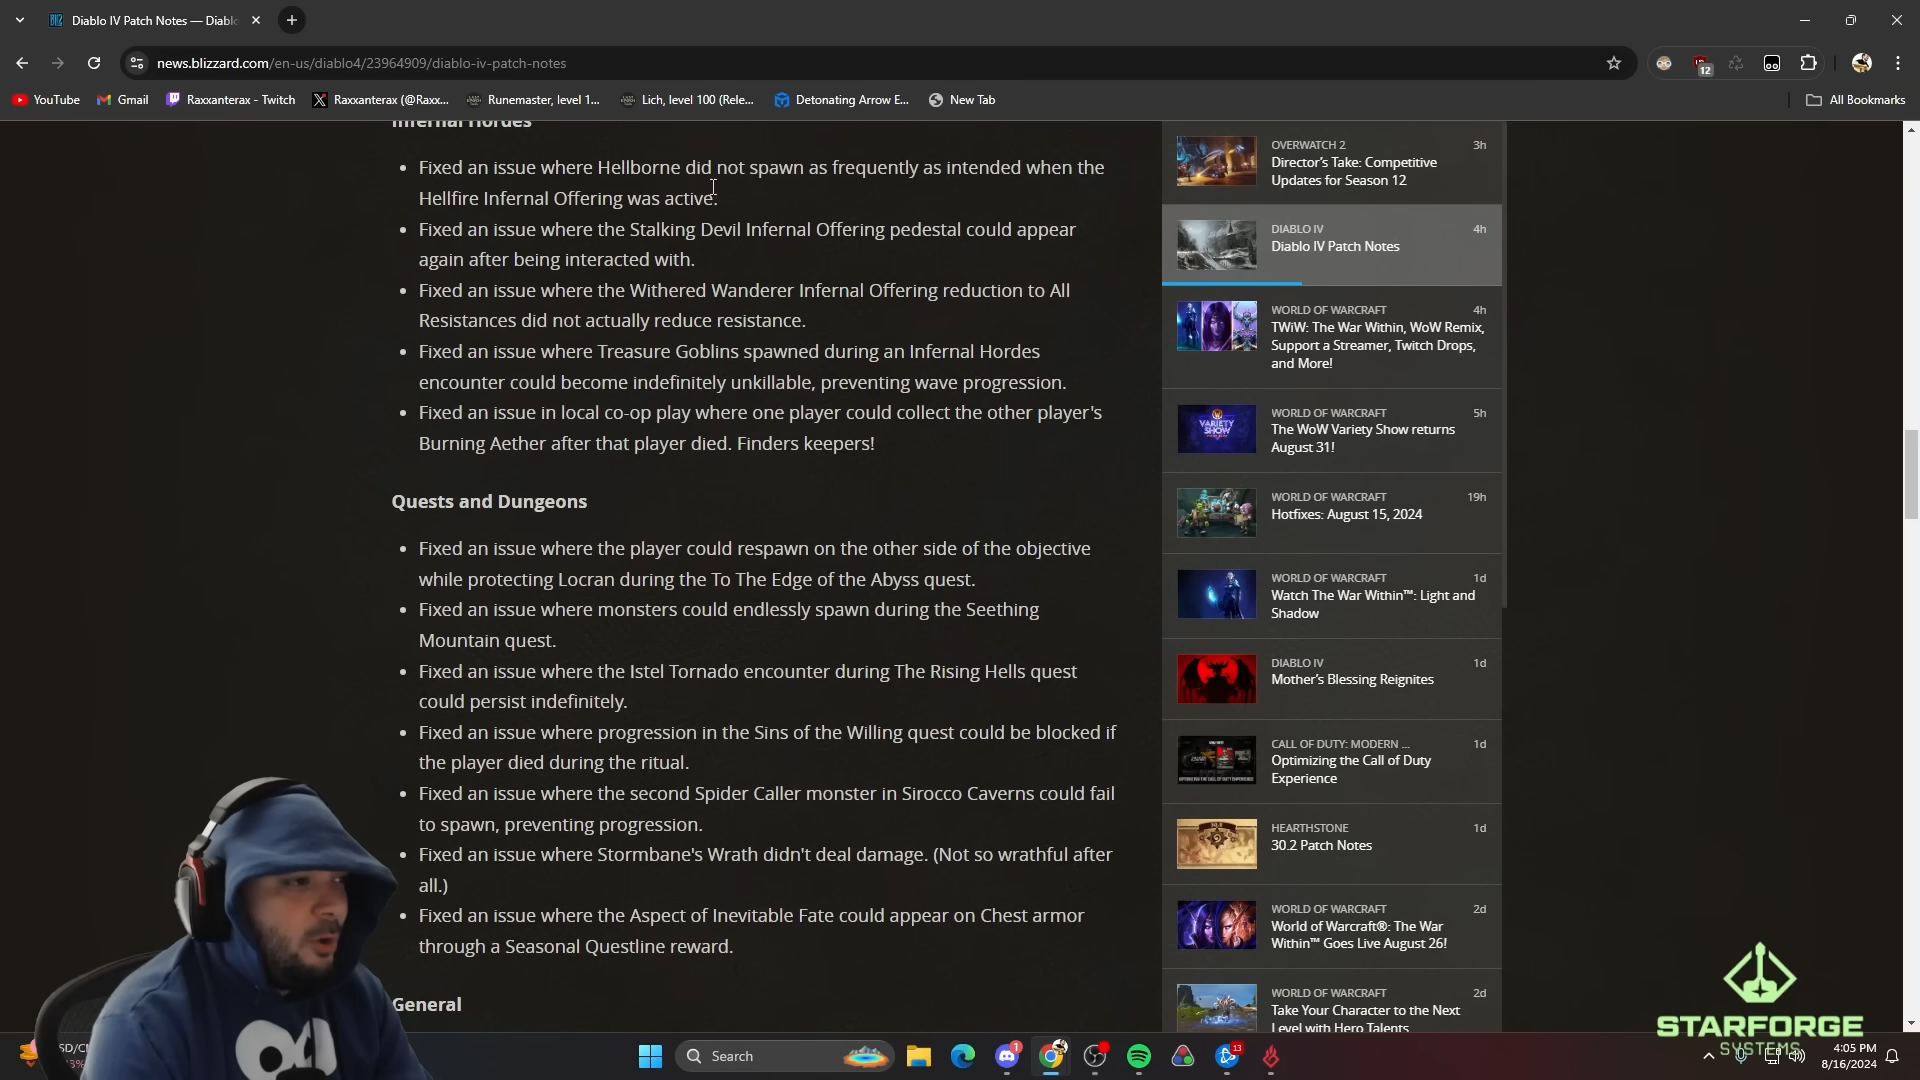 Diablo IV Patch Notes — Diablo
news.blizzard.com/en-us/diablo4/23964909/diablo-iv-patch-notes
12
YouTube
Gmail
Raxxanterax - Twitch
Raxxanterax (@Raxx...
Runemaster, level 1...
Lich, level 100 (Rele...
Detonating Arrow E...
New Tab
All Bookmarks
Infernal Hordes
• Fixed an issue where Hellborne did not spawn as frequently as intended when the
Hellfire Infernal Offering was active.
• Fixed an issue where the Stalking Devil Infernal Offering pedestal could appear
again after being interacted with.
• Fixed an issue where the Withered Wanderer Infernal Offering reduction to All
Resistances did not actually reduce resistance.
• Fixed an issue where Treasure Goblins spawned during an Infernal Hordes
encounter could become indefinitely unkillable, preventing wave progression.
• Fixed an issue in local co-op play where one player could collect the other player's
Burning Aether after that player died. Finders keepers!
Quests and Dungeons
• Fixed an issue where the player could respawn on the other side of the objective
while protecting Locran during the To The Edge of the Abyss quest.
• Fixed an issue where monsters could endlessly spawn during the Seething
Mountain quest.
• Fixed an issue where the Istel Tornado encounter during The Rising Hells quest
could persist indefinitely.
• Fixed an issue where progression in the Sins of the Willing quest could be blocked if
the player died during the ritual.
• Fixed an issue where the second Spider Caller monster in Sirocco Caverns could fail
to spawn, preventing progression.
• Fixed an issue where Stormbane's Wrath didn't deal damage. (Not so wrathful after
all.)
• Fixed an issue where the Aspect of Inevitable Fate could appear on Chest armor
through a Seasonal Questline reward.
General
OVERWATCH 2
3h
Director's Take: Competitive
Updates for Season 12
DIABLO IV
4h
Diablo IV Patch Notes
WORLD OF WARCRAFT
4h
TWiW: The War Within, WoW Remix,
Support a Streamer, Twitch Drops,
and More!
WORLD OF WARCRAFT
5h
The WoW Variety Show returns
August 31!
VARIETY
SHOW
WORLD OF WARCRAFT
19h
Hotfixes: August 15, 2024
WORLD OF WARCRAFT
1d
Watch The War Within™: Light and
Shadow
DIABLO IV
1d
Mother's Blessing Reignites
CALL OF DUTY: MODERN ...
1d
Optimizing the Call of Duty
Experience
HEARTHSTONE
1d
30.2 Patch Notes
WORLD OF WARCRAFT
2d
World of Warcraft®: The War
Within™ Goes Live August 26!
WORLD OF WARCRAFT
2d
Take Your Character to the Next
Level with Hero Talents
STARFORGE
SYSTEMS
Search
1
13
4:05 PM
8/16/2024